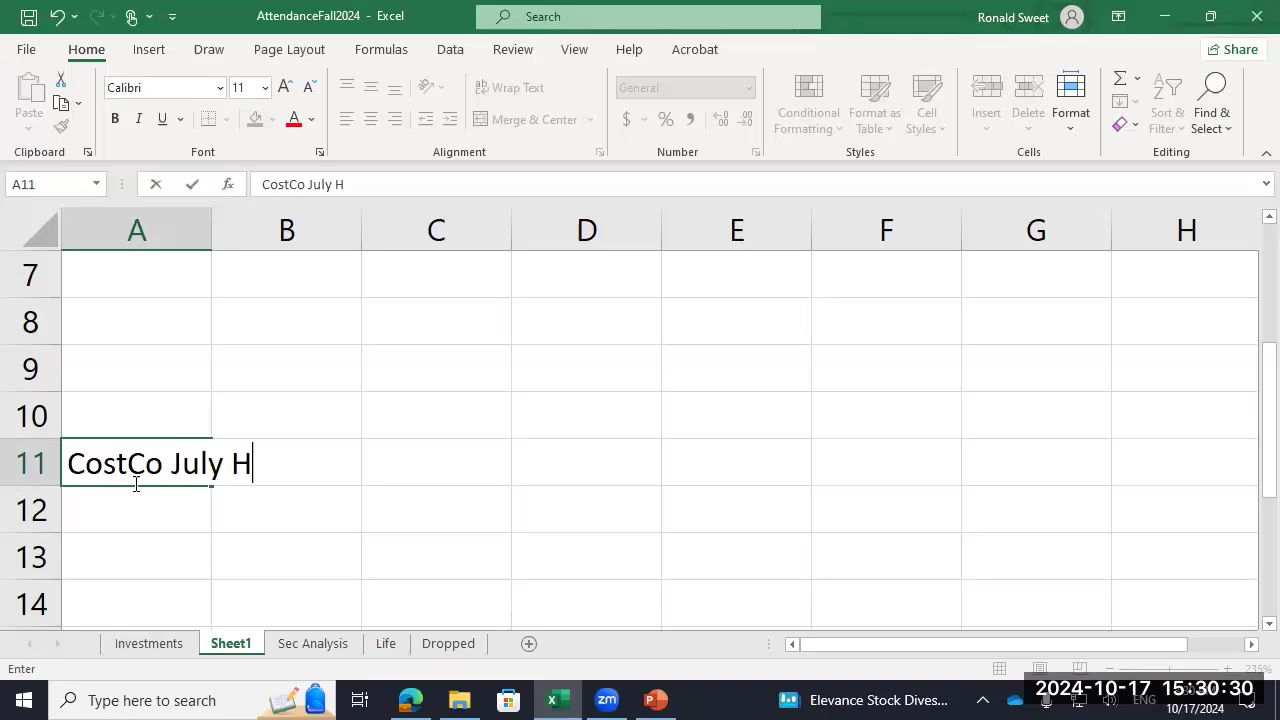 AttendanceFall2024 - Excel
Search
Ronald Sweet
File Home Insert Draw Page Layout Formulas Data Review View Help Acrobat
Share
Calibri 11
Wrap Text
General
Paste
B I U
A
Merge & Center
$ % ,
Conditional Formatting
Format as Table
Cell Styles
Insert
Delete
Format
Sort & Filter
Find & Select
Clipboard Font Alignment Number Styles Cells Editing
A11
fx
CostCo July H
A B C D E F G H
7
8
9
10
11 CostCo July H
12
13
14
Investments Sheet1 Sec Analysis Life Dropped
Enter
235%
Type here to search
zm
Elevance Stock Dives...
ENG
2024-10-17 15:30:30
10/17/2024